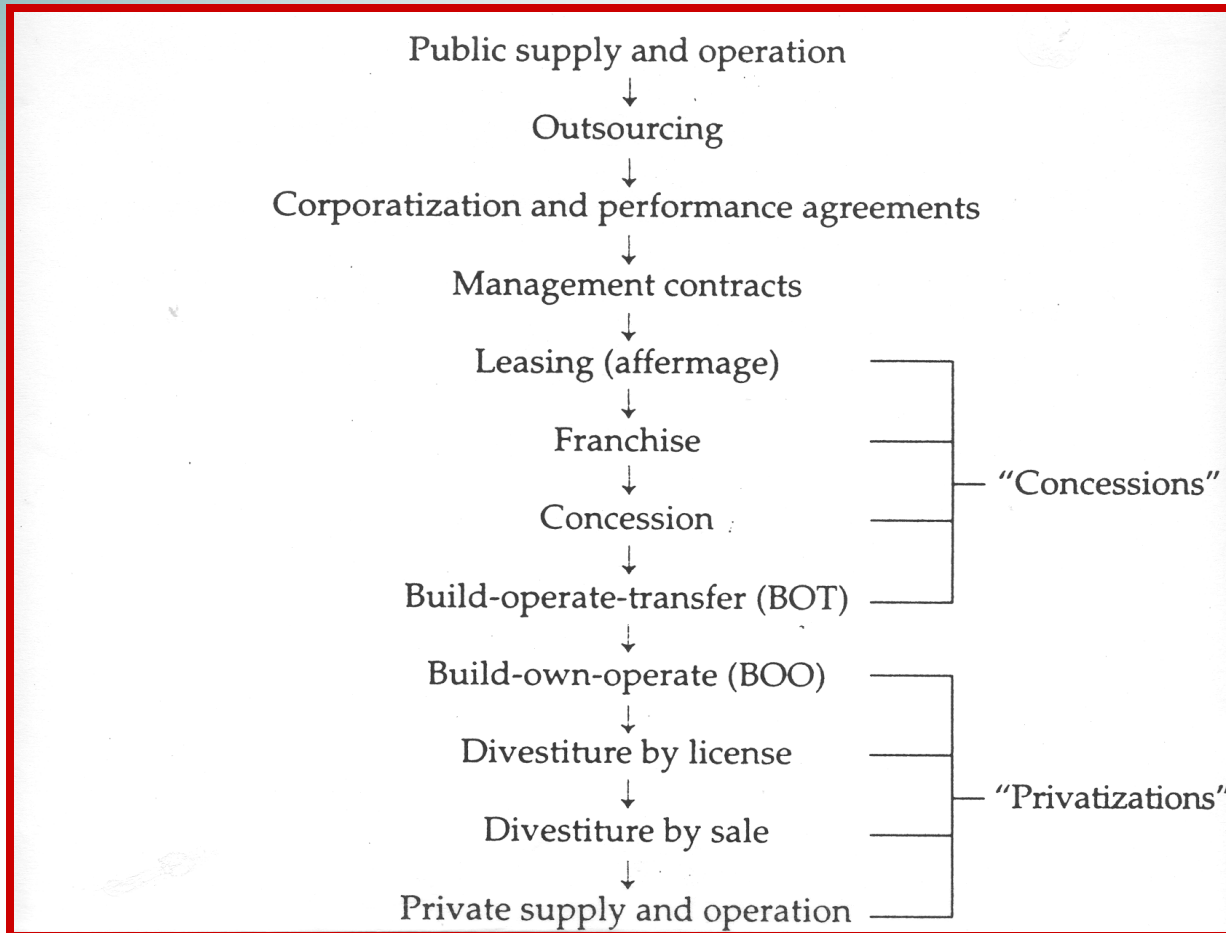 Public supply and operation
Outsourcing
Corporatization and performance agreements
Management contracts
Leasing (affermage)
Franchise
"Concessions"
Concession
Build-operate-transfer (BOT)
Build-own-operate (BOO)
Divestiture by license
"Privatizations"
Divestiture by sale
Private supply and operation